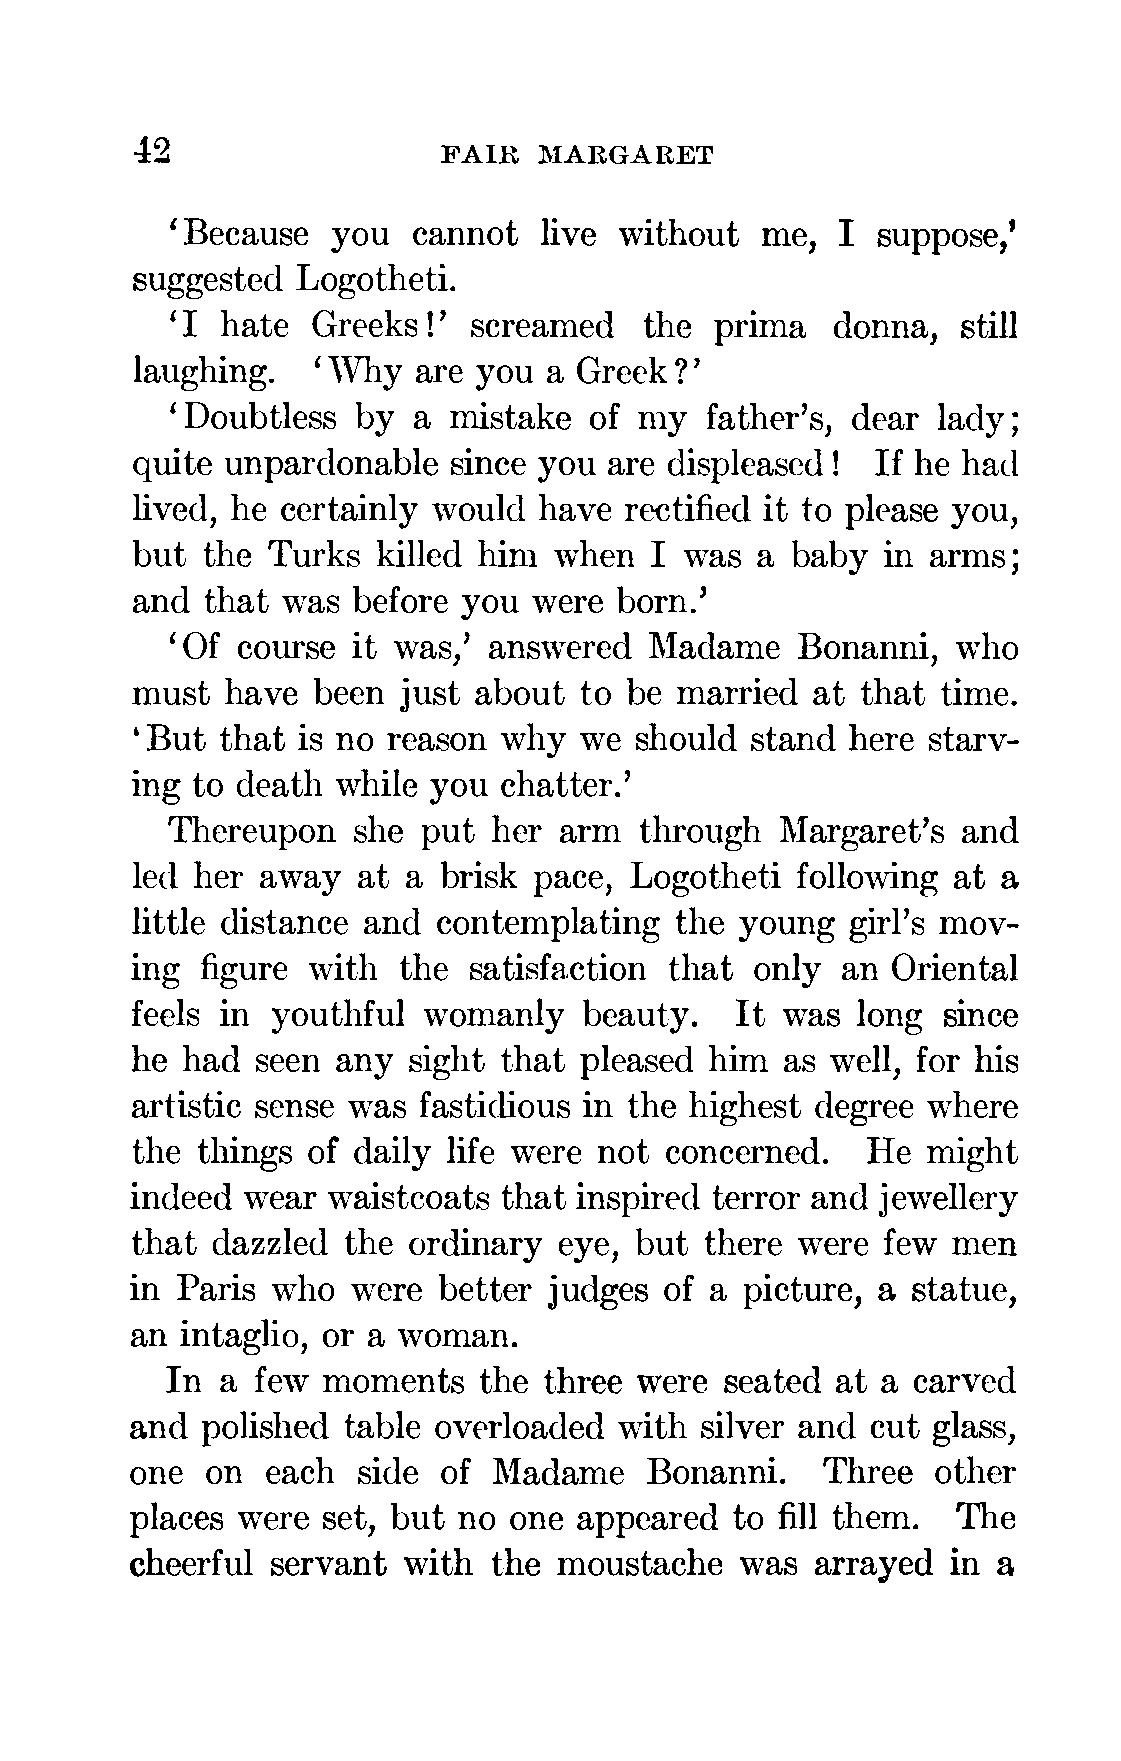 42 FAIR MARGARET
‘Because you cannot live without me, I suppose,’
suggested Logotheti.
‘I hate Greeks!’ screamed the prima donna, still
laughing. ‘Why are you a Greek?’
‘Doubtless by a mistake of my father’s, dear lady;
quite unpardonable since you are displeased! If he had
lived, he certainly would have rectified it to please you,
but the Turks killed him when I was a baby in arms;
and that was before you were born.’
‘Of course it was,’ answered Madame Bonanni, who
must have been just about to be married at that time.
‘But that is no reason why we should stand here starv-
ing to death while you chatter.’
Thereupon she put her arm through Margaret’s and
led her away at a brisk pace, Logotheti following at a
little distance and contemplating the young girl’s mov-
ing figure with the satisfaction that only an Oriental
feels in youthful womanly beauty. It was long since
he had seen any sight that pleased him as well, for his
artistic sense was fastidious in the highest degree where
the things of daily life were not concerned. He might
indeed wear waistcoats that inspired terror and jewellery
that dazzled the ordinary eye, but there were few men
in Paris who were better judges of a picture, a statue,
an intaglio, or a woman.
In a few moments the three were seated at a carved
and polished table overloaded with silver and cut glass,
one on each side of Madame Bonanni. Three other
places were set, but no one appeared to fill them. The
cheerful servant with the moustache was arrayed in a